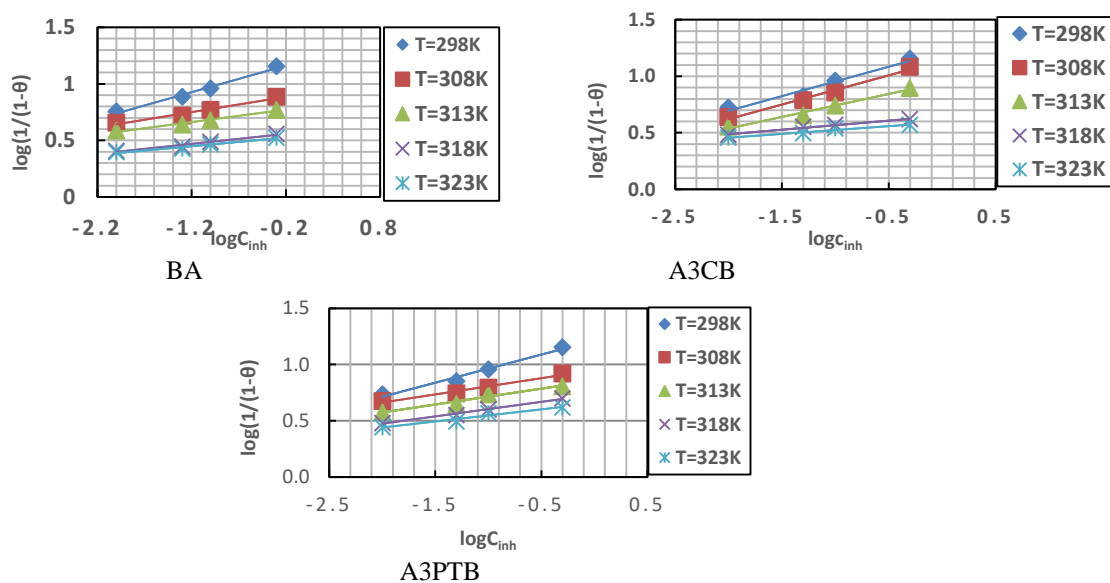 log(1/(1-θ)
1.5
1
0.5
0
-2.2 -1.2 -0.2 0.8
logCinh
T=298K
T=308K
T=313K
T=318K
T=323K
BA
log(1/(1-θ)
1.5
1.0
0.5
0.0
-2.5 -1.5 -0.5 0.5
logCinh
T=298K
T=308K
T=313K
T=318K
T=323K
A3CB
log(1/(1-θ)
1.5
1.0
0.5
0.0
-2.5 -1.5 -0.5 0.5
logCinh
T=298K
T=308K
T=313K
T=318K
T=323K
A3PTB